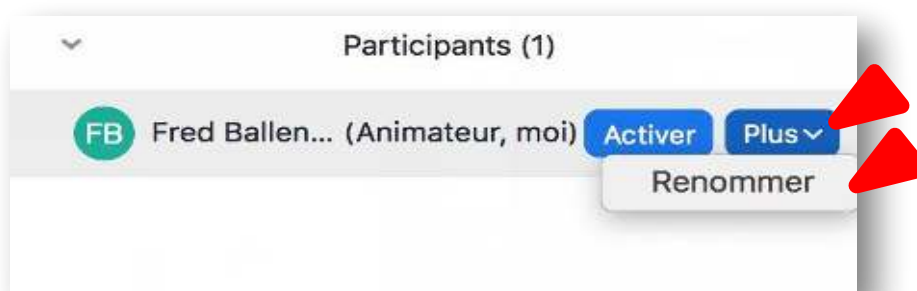 Participants (1)
FB Fred Ballen... (Animateur, moi) Activer Plus
Renommer